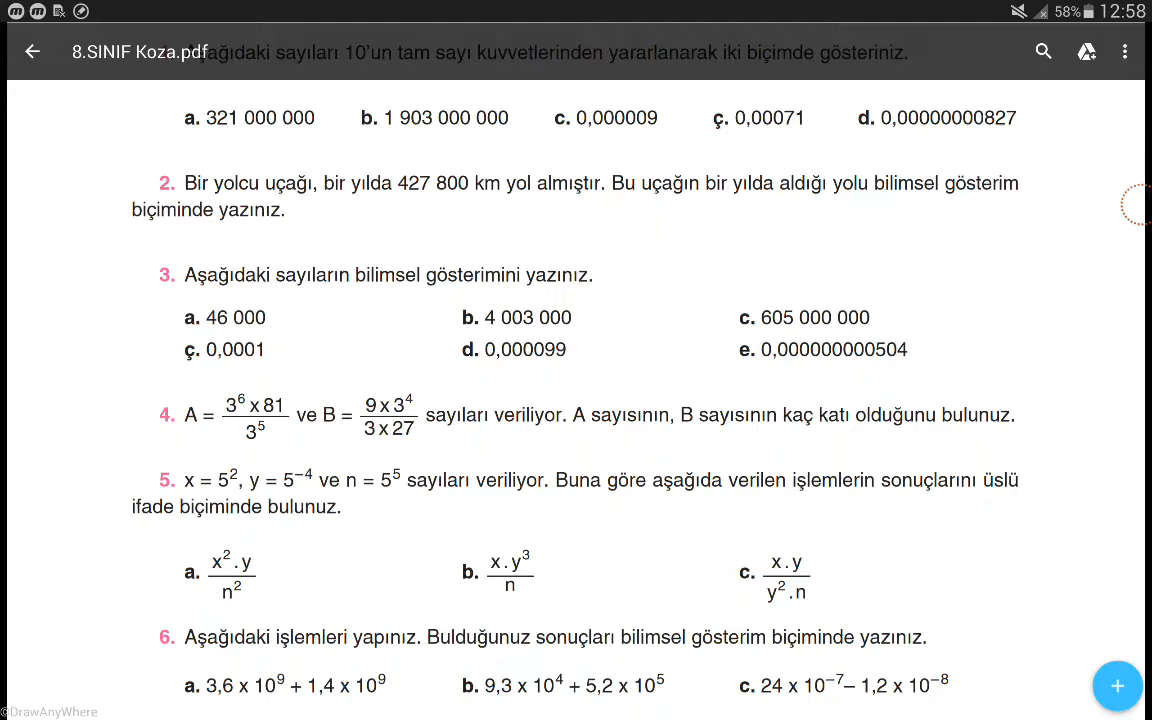 58% 12:58
8.SINIF Koza.pdf
Aşağıdaki sayıları 10’un tam sayı kuvvetlerinden yararlanarak iki biçimde gösteriniz.
a. 321 000 000 b. 1 903 000 000 c. 0,000009 ç. 0,00071 d. 0,00000000827
2. Bir yolcu uçağı, bir yılda 427 800 km yol almıştır. Bu uçağın bir yılda aldığı yolu bilimsel gösterim
biçiminde yazınız.
3. Aşağıdaki sayıların bilimsel gösterimini yazınız.
a. 46 000 b. 4 003 000 c. 605 000 000
ç. 0,0001 d. 0,000099 e. 0,000000000504
4. A = (3⁶ x 81)/(3⁵) ve B = (9 x 3⁴)/(3 x 27) sayıları veriliyor. A sayısının, B sayısının kaç katı olduğunu bulunuz.
5. x = 5², y = 5⁻⁴ ve n = 5⁵ sayıları veriliyor. Buna göre aşağıda verilen işlemlerin sonuçlarını üslü
ifade biçiminde bulunuz.
a. (x² . y)/(n²) b. (x . y³)/(n) c. (x . y)/(y² . n)
6. Aşağıdaki işlemleri yapınız. Bulduğunuz sonuçları bilimsel gösterim biçiminde yazınız.
a. 3,6 x 10⁹ + 1,4 x 10⁹ b. 9,3 x 10⁴ + 5,2 x 10⁵ c. 24 x 10⁻⁷– 1,2 x 10⁻⁸
©DrawAnyWhere